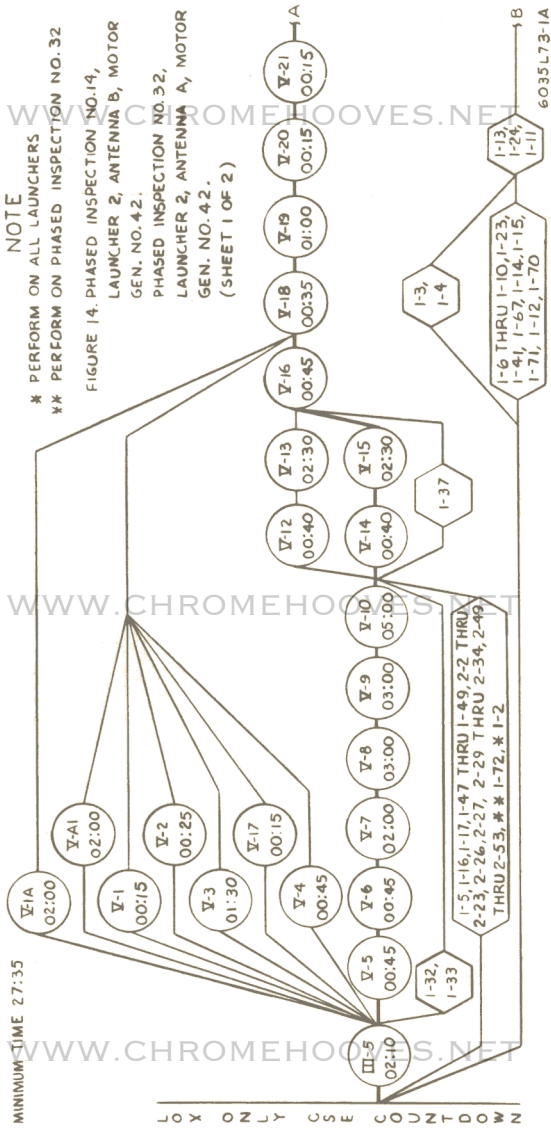 MINIMUM TIME 27:35
NOTE
* PERFORM ON ALL LAUNCHERS
** PERFORM ON PHASED INSPECTION NO. 32
FIGURE 14. PHASED INSPECTION NO. 14,
LAUNCHER 2, ANTENNA B, MOTOR
GEN. NO. 42.
PHASED INSPECTION NO. 32,
LAUNCHER 2, ANTENNA A, MOTOR
GEN. NO. 42.
(SHEET 1 OF 2)
LOX ONLY CSE COUNTDOWN
III-5
02:10
V-1A
02:00
V-A1
02:00
V-1
00:15
V-2
00:25
V-3
01:30
V-17
00:15
V-4
00:45
V-5
00:45
V-6
00:45
V-7
02:00
V-8
03:00
V-9
03:00
V-10
05:00
V-12
00:40
V-13
02:30
V-14
00:40
V-15
02:30
V-16
00:45
V-18
00:35
V-19
01:00
V-20
00:15
V-21
00:15
A
1-32,
1-33
1-37
1-5, 1-16, 1-17, 1-47 THRU 1-49, 2-2 THRU
2-23, 2-26, 2-27, 2-29 THRU 2-34, 2-49
THRU 2-53, ** 1-72, * 1-2
1-3,
1-4
1-6 THRU 1-10, 1-23,
1-41, 1-67, 1-14, 1-15,
1-71, 1-12, 1-70
1-13,
1-24,
1-11
B
6035L73-1A
WWW.CHROMEHOOVES.NET
WWW.CHROMEHOOVES.NET
WWW.CHROMEHOOVES.NET